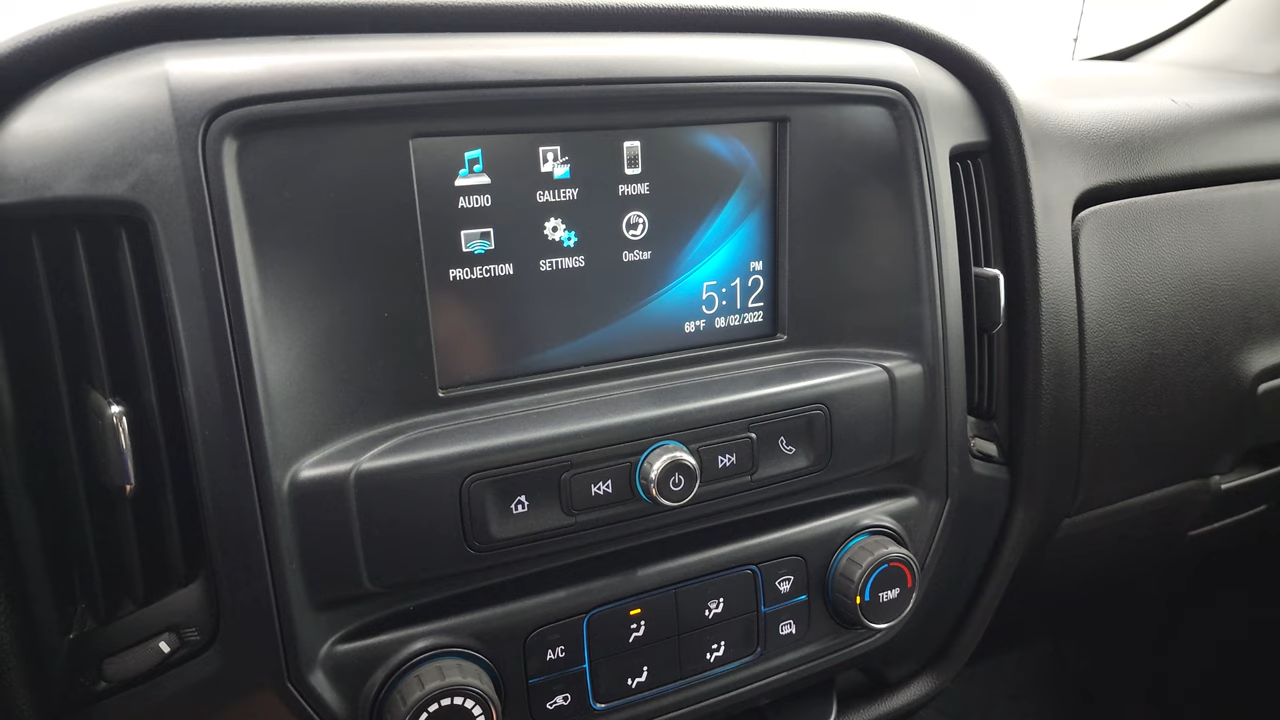 AUDIO GALLERY PHONE
PROJECTION SETTINGS OnStar
PM
5:12
68°F 08/02/2022
TEMP
A/C